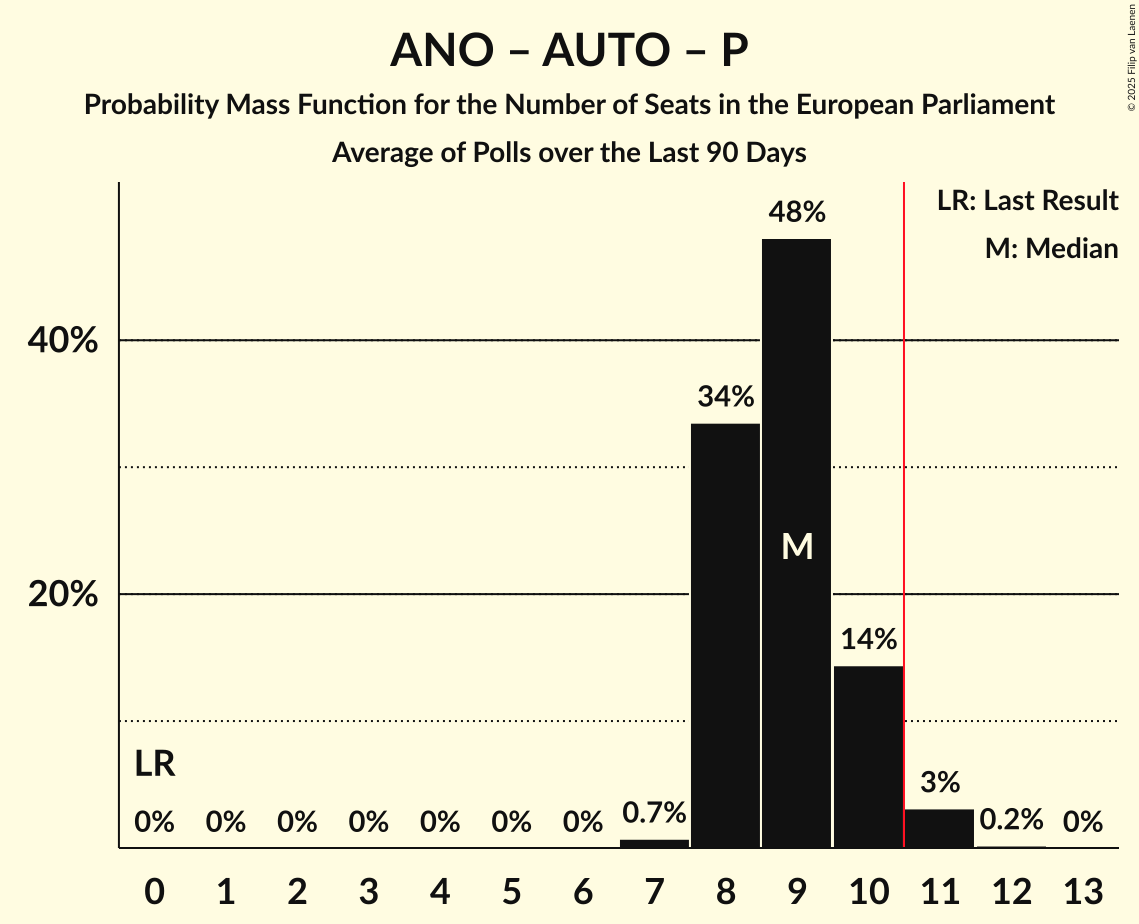 ANO – AUTO – P
Probability Mass Function for the Number of Seats in the European Parliament
Average of Polls over the Last 90 Days
© 2025 Filip van Laenen
LR: Last Result
M: Median
48%
40%
34%
M
20%
14%
LR
3%
0% 0% 0% 0% 0% 0% 0% 0.7% 0.2% 0%
0 1 2 3 4 5 6 7 8 9 10 11 12 13